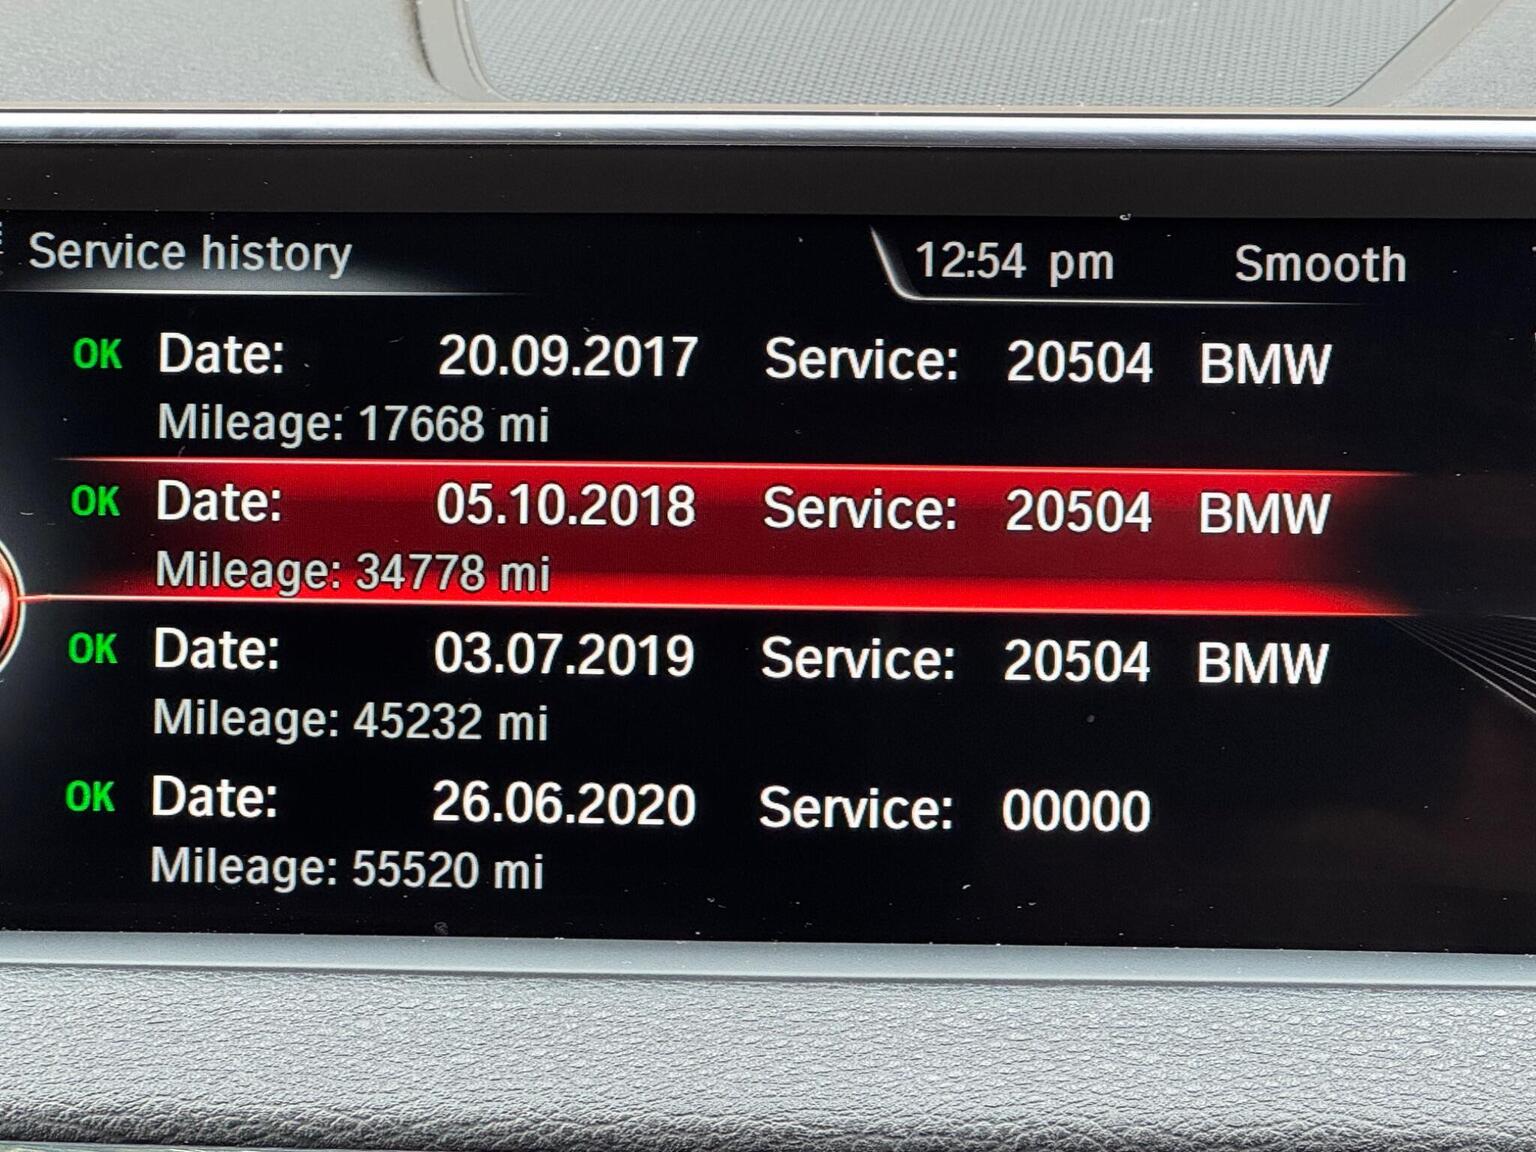 Service history 12:54 pm Smooth
OK Date: 20.09.2017 Service: 20504 BMW
Mileage: 17668 mi
OK Date: 05.10.2018 Service: 20504 BMW
Mileage: 34778 mi
OK Date: 03.07.2019 Service: 20504 BMW
Mileage: 45232 mi
OK Date: 26.06.2020 Service: 00000
Mileage: 55520 mi